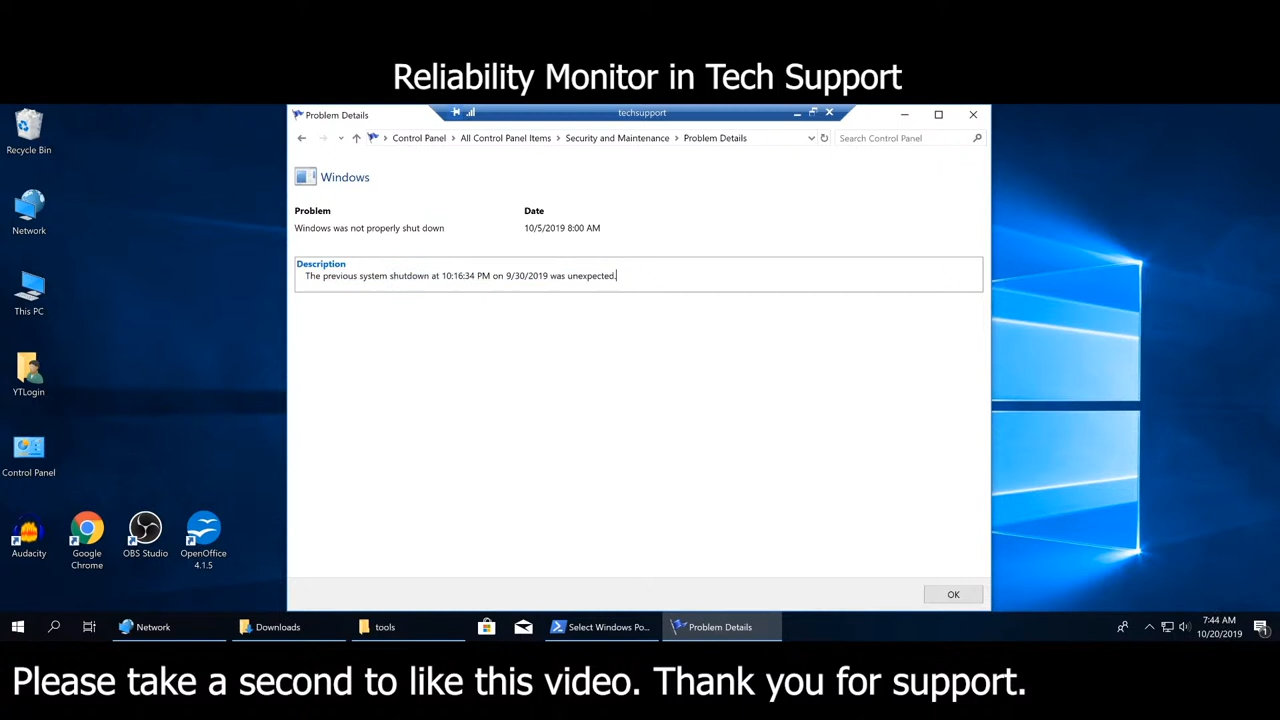 Reliability Monitor in Tech Support
Recycle Bin
Network
This PC
YTLogin
Control Panel
Audacity
Google
Chrome
OBS Studio
OpenOffice
4.1.5
techsupport
Problem Details
Control Panel > All Control Panel Items > Security and Maintenance > Problem Details
Search Control Panel
Windows
Problem Date
Windows was not properly shut down 10/5/2019 8:00 AM
Description
The previous system shutdown at 10:16:34 PM on 9/30/2019 was unexpected.
OK
Network
Downloads
tools
Select Windows Po...
Problem Details
7:44 AM
10/20/2019
1
Please take a second to like this video. Thank you for support.